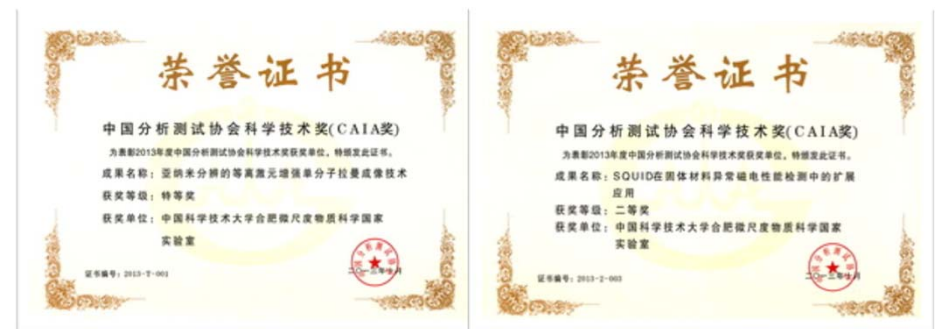 荣誉证书
中国分析测试协会科学技术奖(CAIA奖)
为表彰2013年度中国分析测试协会科学技术奖获奖单位，特颁发此证书。
成果名称：亚纳米分辨的等离激元增强单分子拉曼成像技术
获奖等级：特等奖
获奖单位：中国科学技术大学合肥微尺度物质科学国家
实验室
证书编号：2013-T-001
荣誉证书
中国分析测试协会科学技术奖(CAIA奖)
为表彰2013年度中国分析测试协会科学技术奖获奖单位，特颁发此证书。
成果名称：SQUID在固体材料异常磁电性能检测中的扩展
应用
获奖等级：二等奖
获奖单位：中国科学技术大学合肥微尺度物质科学国家
实验室
证书编号：2013-2-003